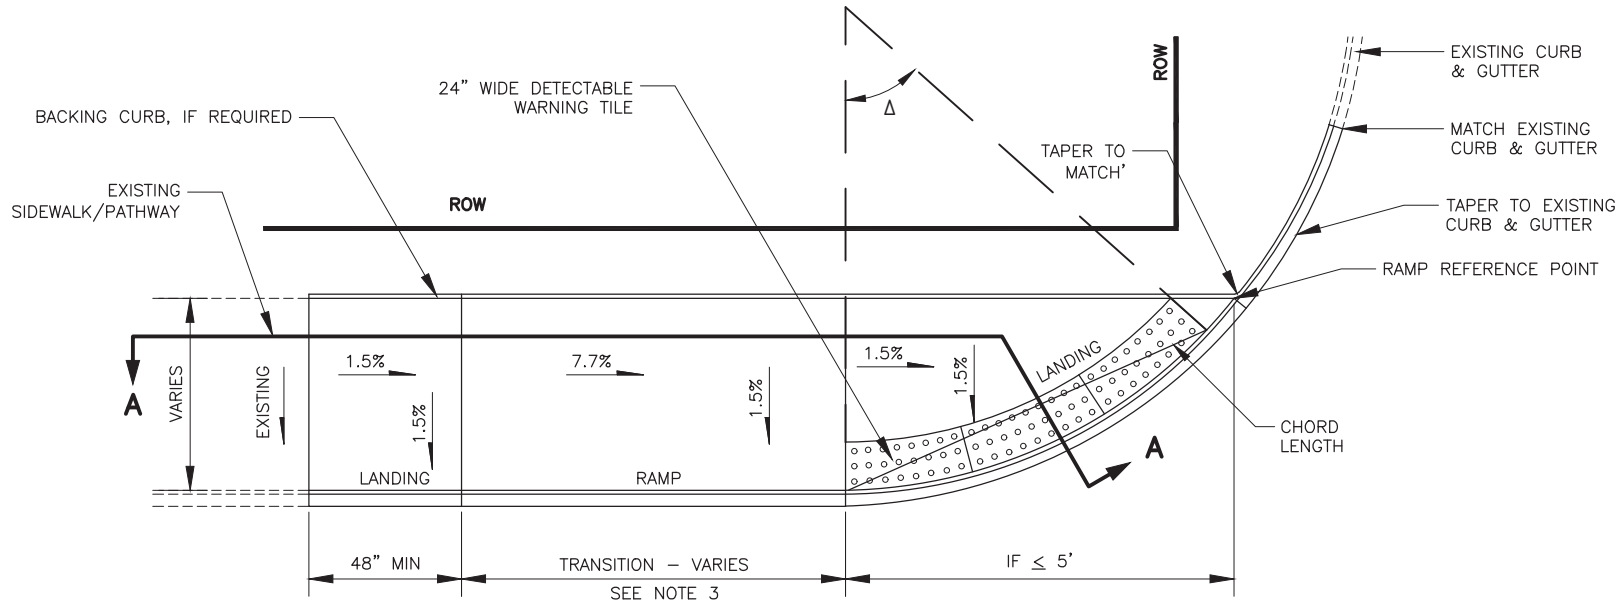 EXISTING CURB
& GUTTER
ROW
24" WIDE DETECTABLE
WARNING TILE
Δ
BACKING CURB, IF REQUIRED
MATCH EXISTING
CURB & GUTTER
TAPER TO
MATCH'
EXISTING
SIDEWALK/PATHWAY
ROW
TAPER TO EXISTING
CURB & GUTTER
RAMP REFERENCE POINT
1.5%
7.7%
1.5%
LANDING
A
VARIES
EXISTING
1.5%
1.5%
1.5%
CHORD
LENGTH
A
LANDING
RAMP
48" MIN
TRANSITION – VARIES
SEE NOTE 3
IF ≤ 5'